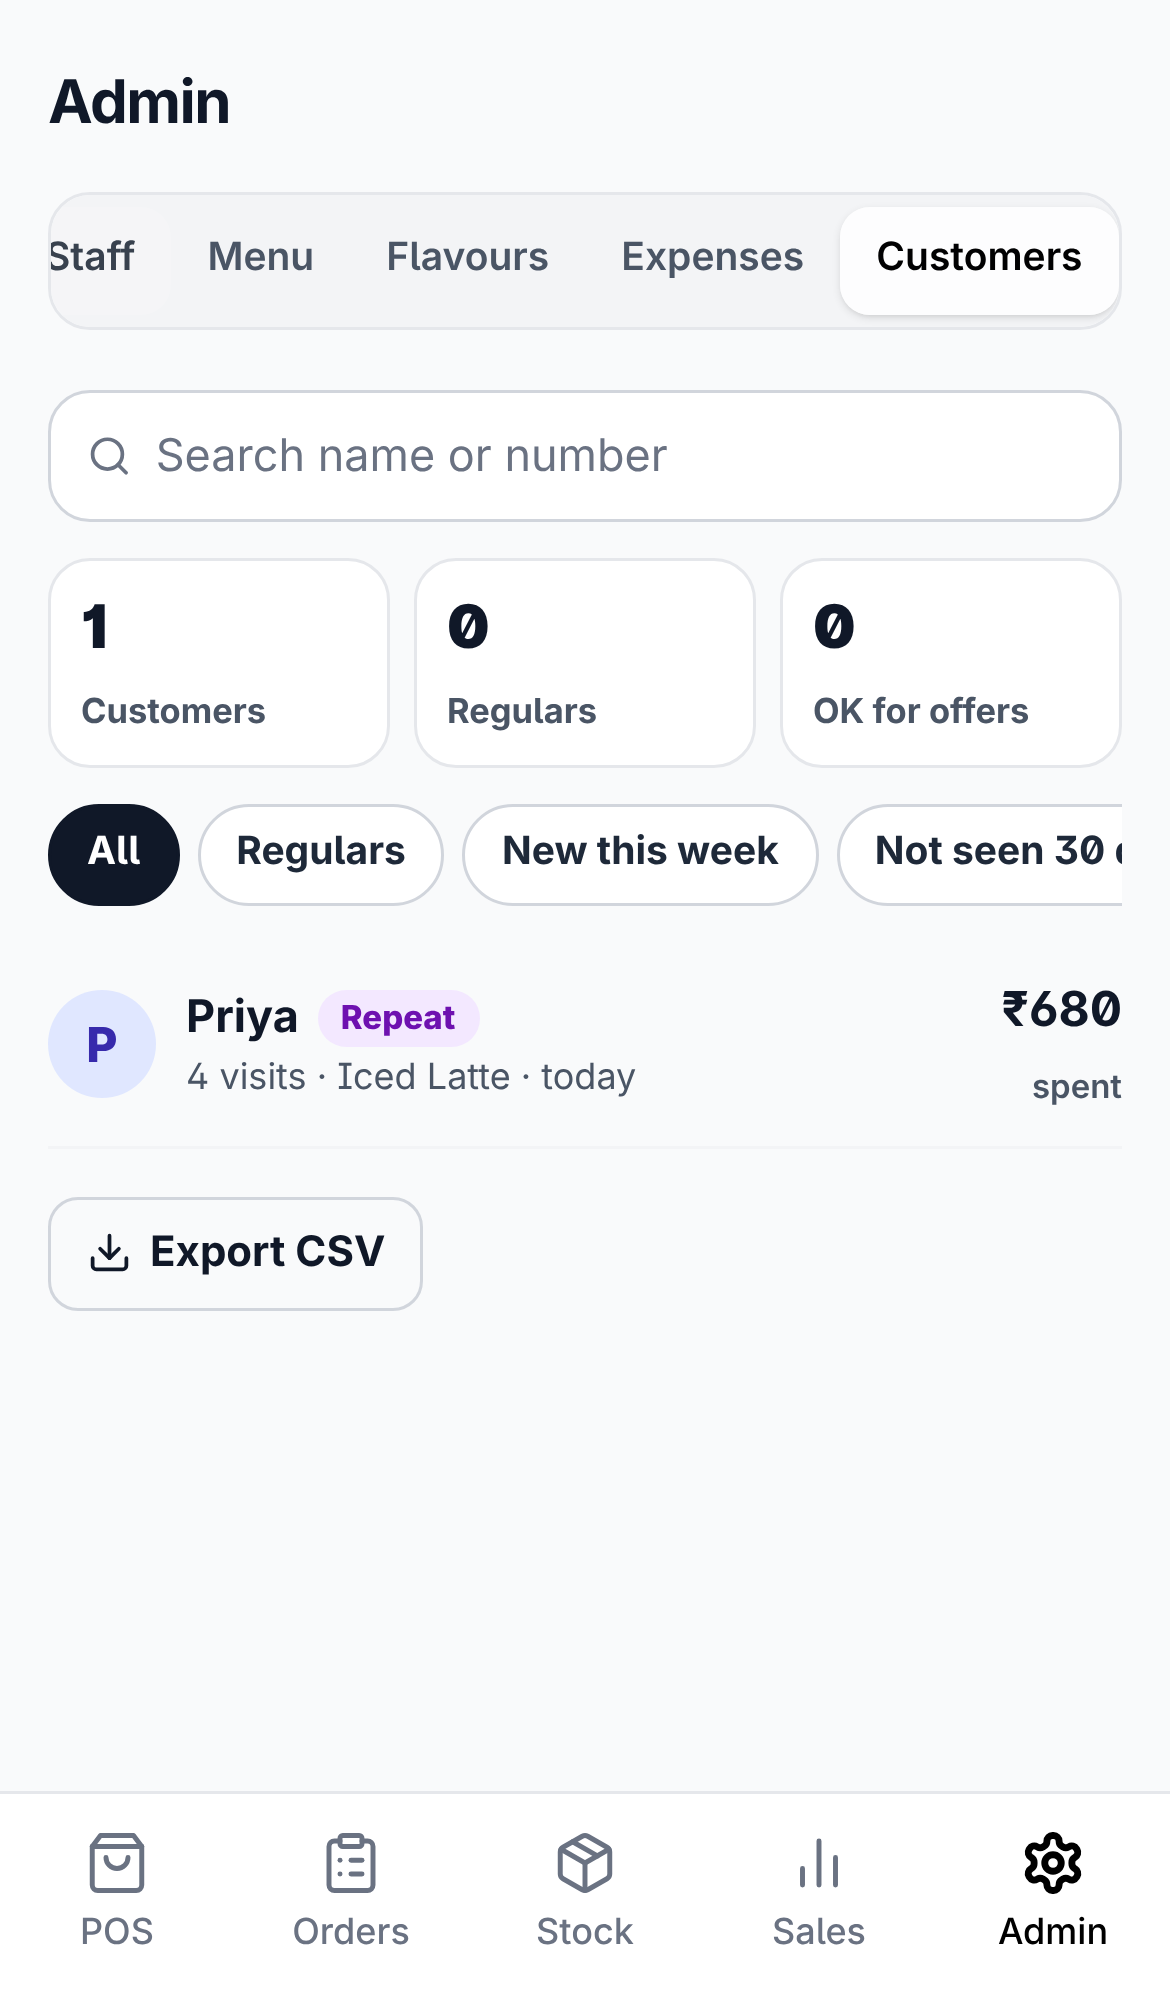 Admin
Staff Menu Flavours Expenses Customers
Search name or number
1 0 0
Customers Regulars OK for offers
All Regulars New this week Not seen 30
Priya Repeat ₹680
4 visits · Iced Latte · today spent
P
Export CSV
POS Orders Stock Sales Admin